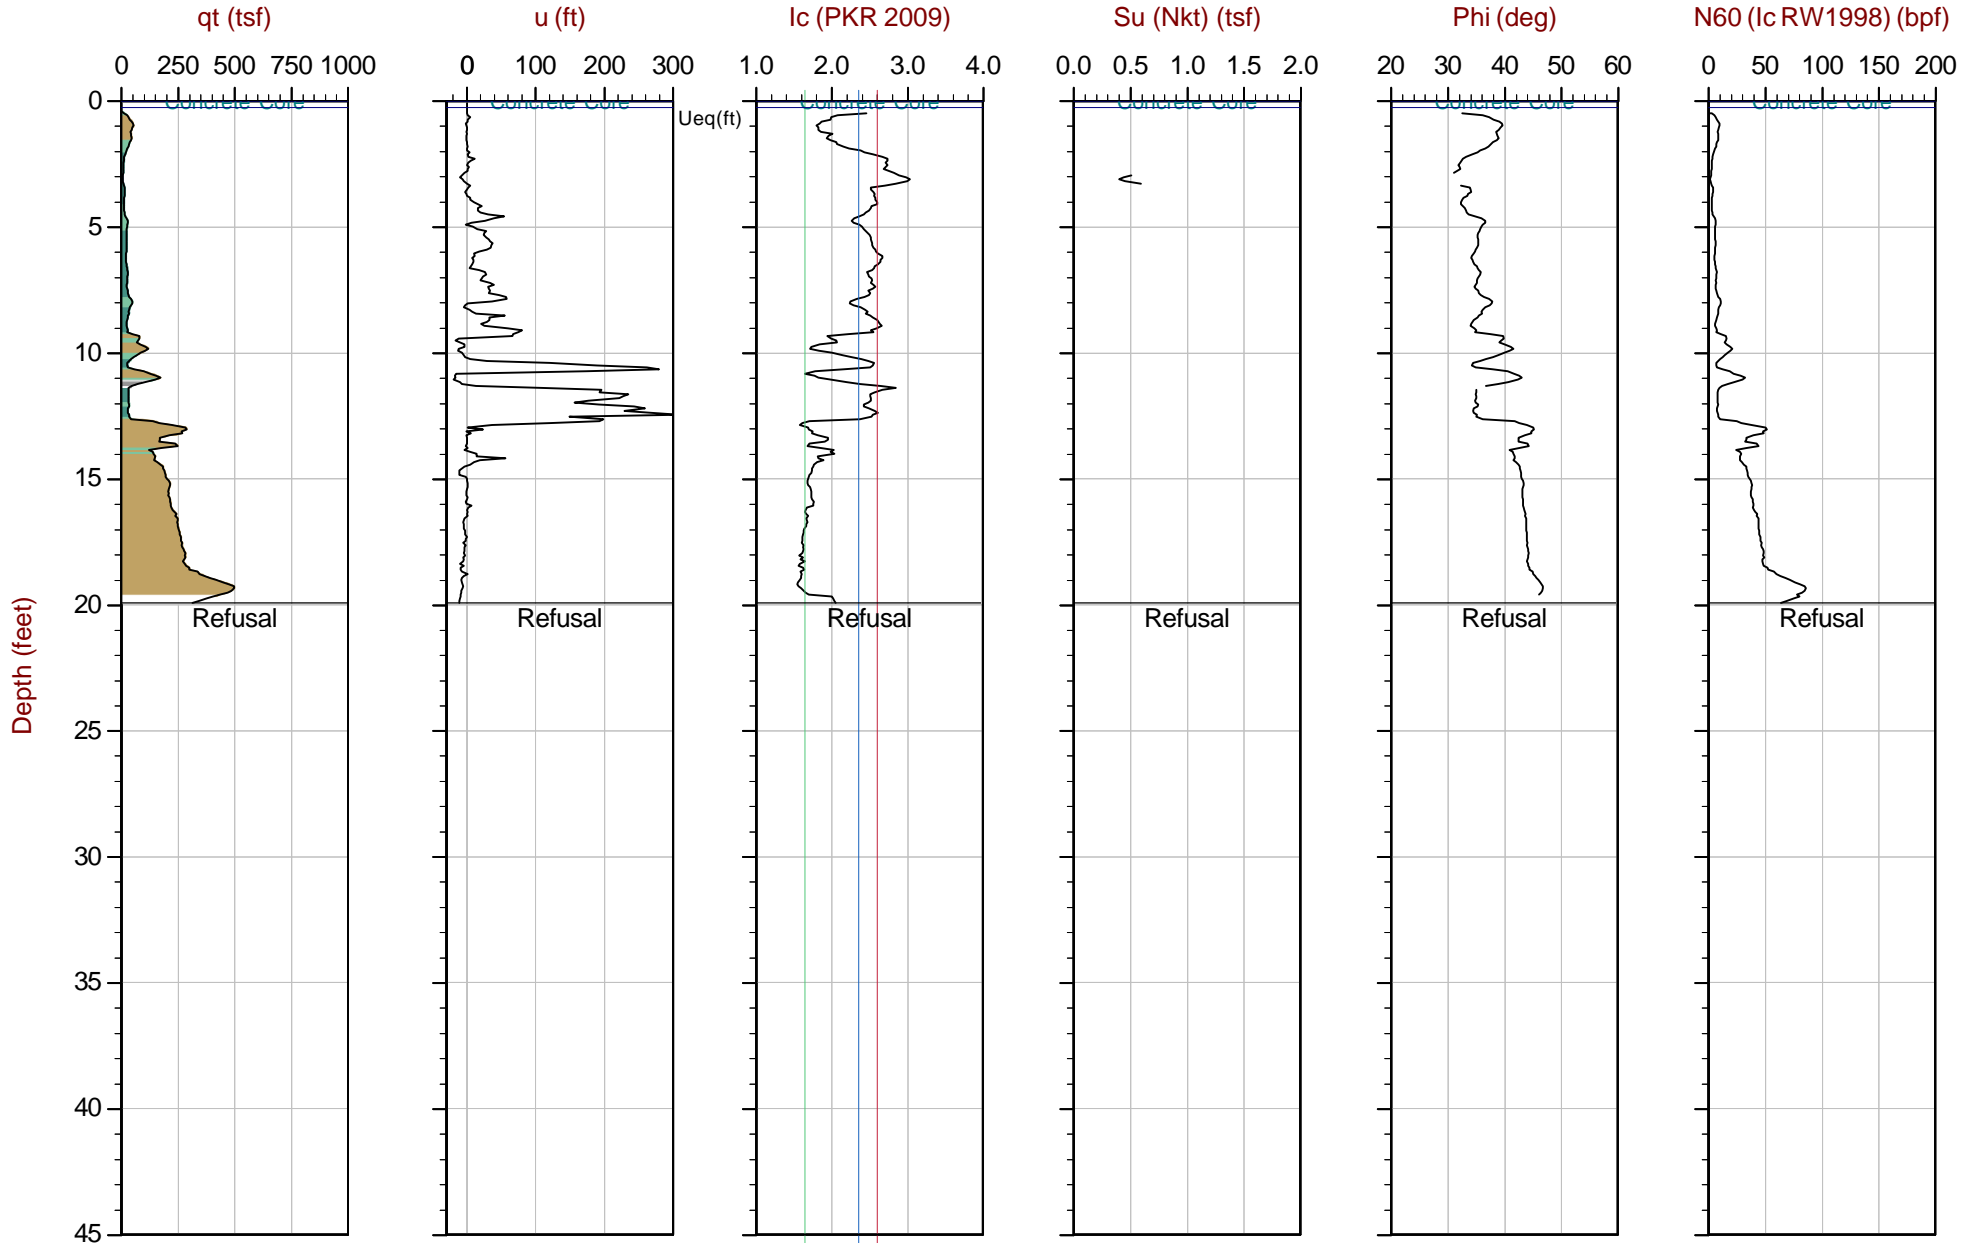 qt (tsf) u (ft) Ic (PKR 2009) Su (Nkt) (tsf) Phi (deg) N60 (Ic RW1998) (bpf)
0 250 500 750 1000 0 100 200 300 1.0 2.0 3.0 4.0 0.0 0.5 1.0 1.5 2.0 20 30 40 50 60 0 50 100 150 200
0 Concrete Core Concrete Core Concrete Core Concrete Core Concrete Core Concrete Core
Ueq(ft)
5
10
15
20
Refusal Refusal Refusal Refusal Refusal Refusal
Depth (feet)
25
30
35
40
45